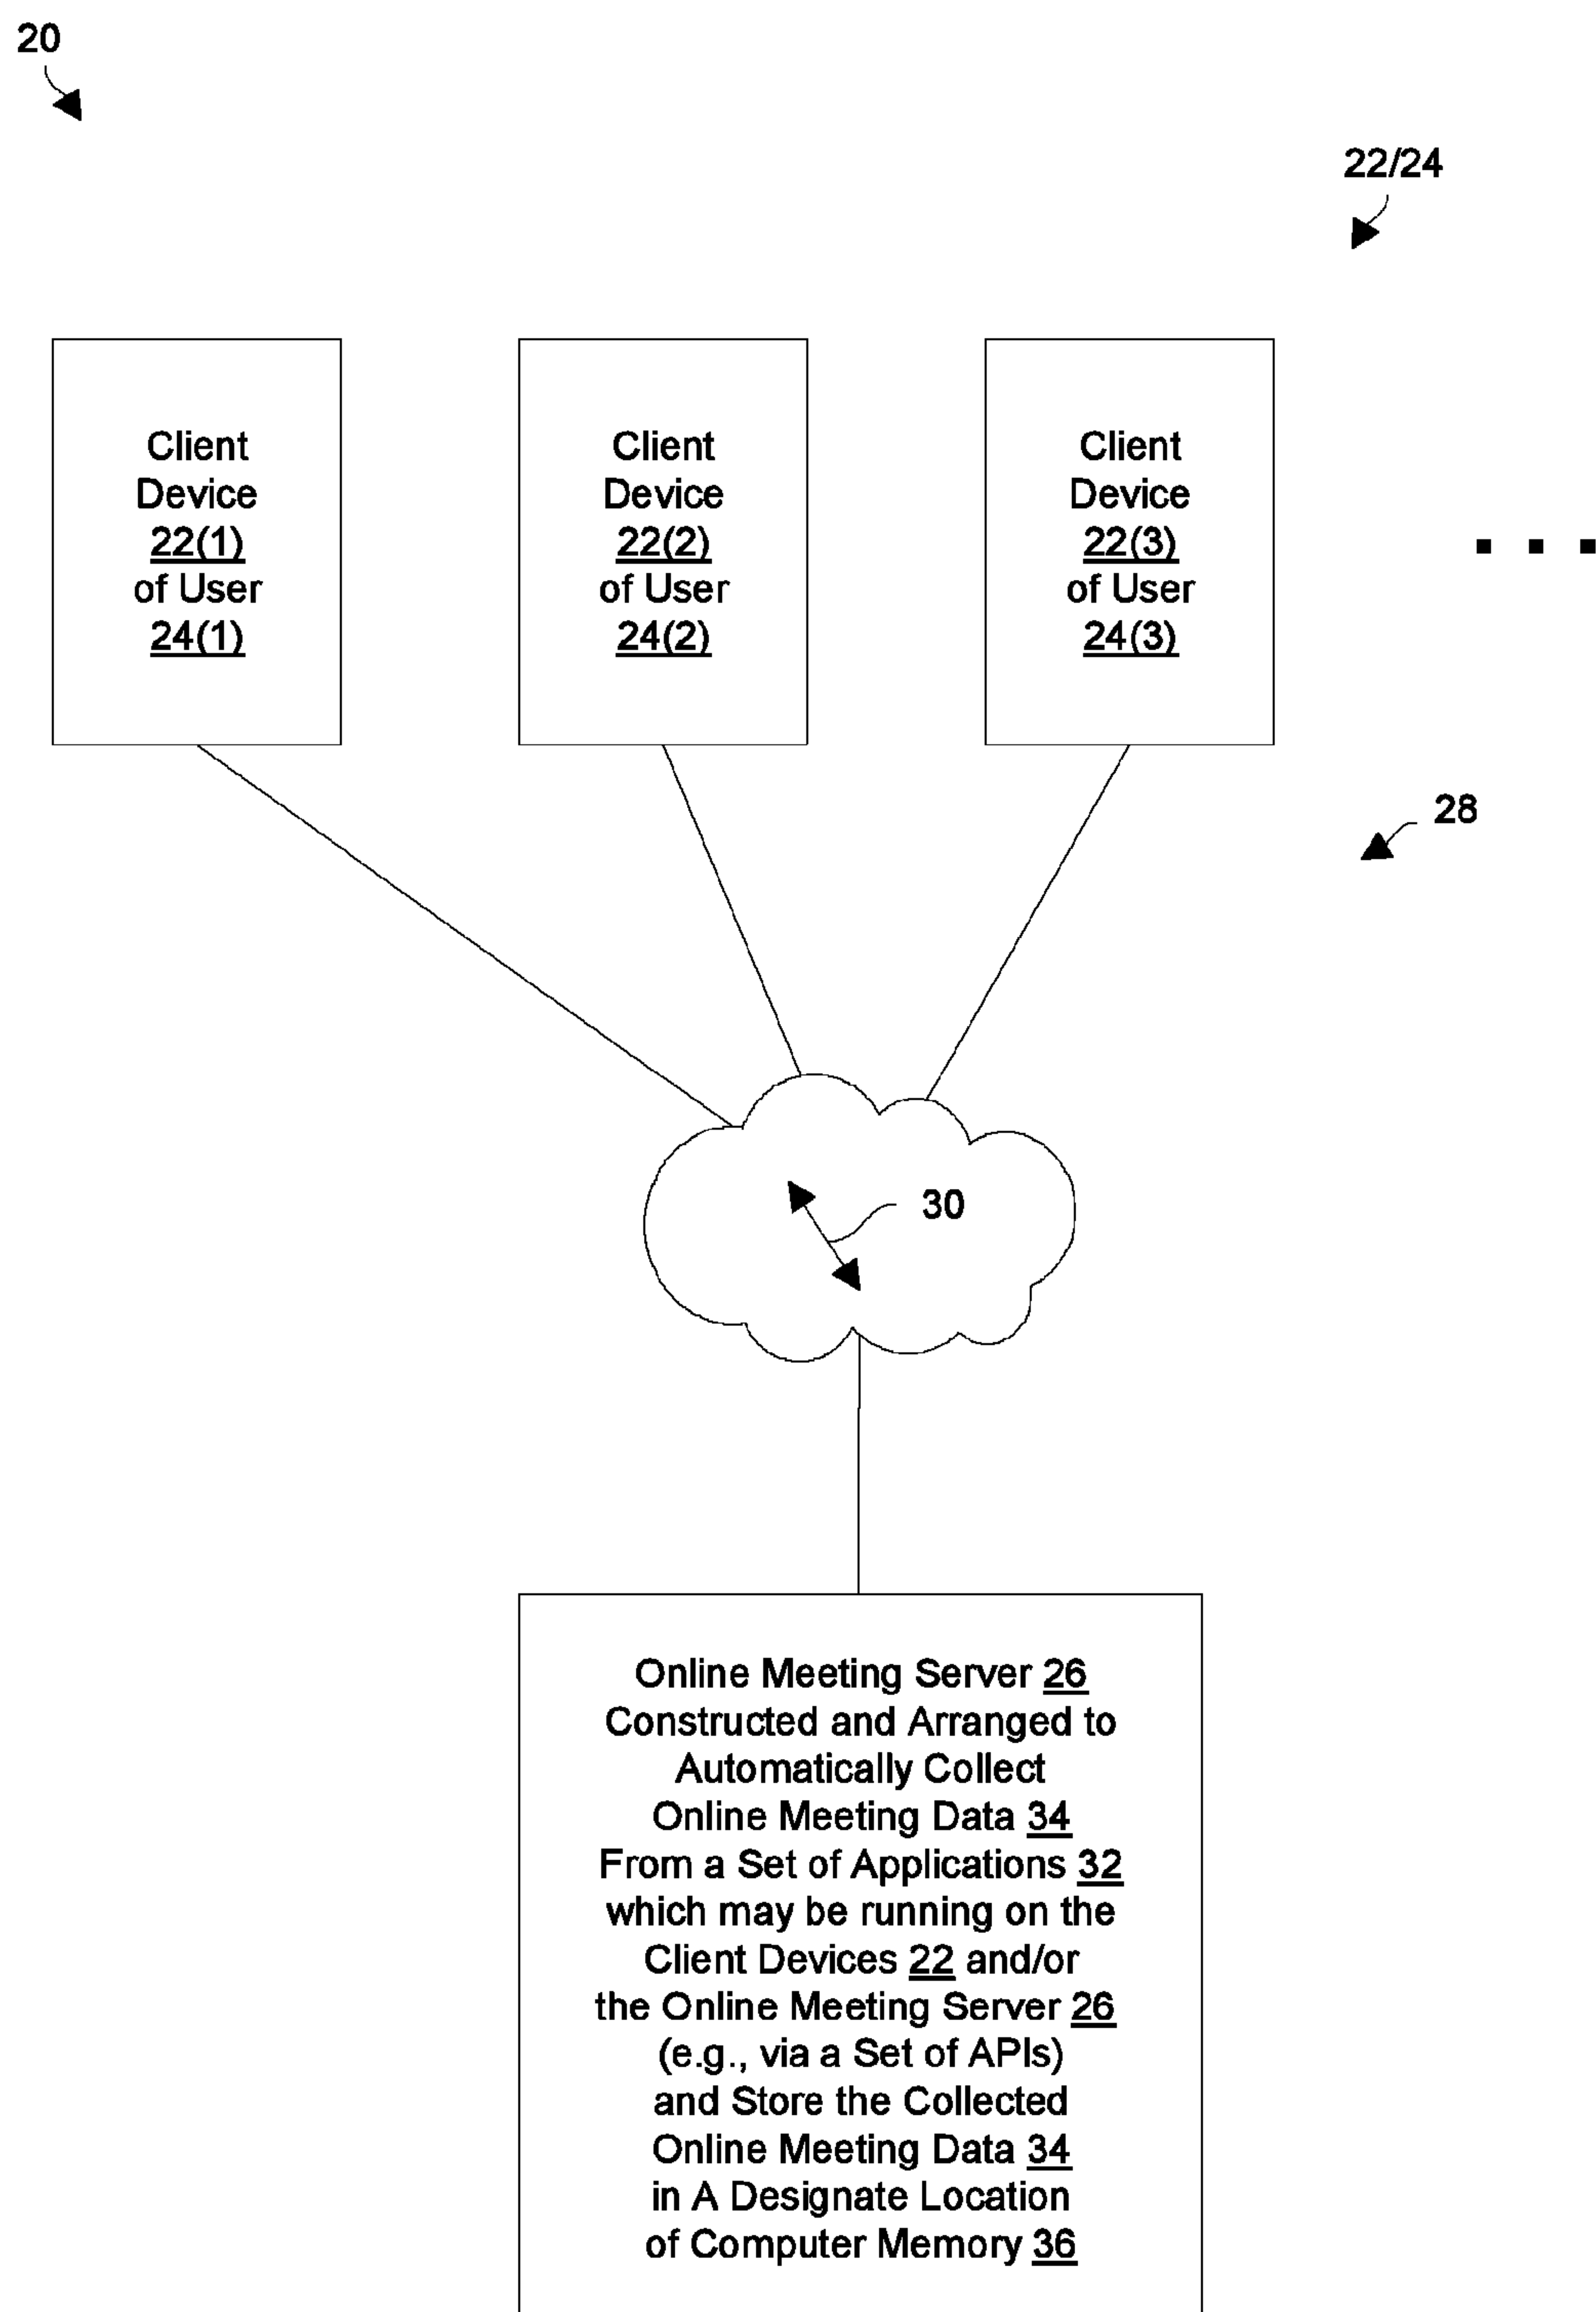 20
22/24
Client
Device
22(1)
of User
24(1)
Client
Device
22(2)
of User
24(2)
Client
Device
22(3)
of User
24(3)
28
30
Online Meeting Server 26
Constructed and Arranged to
Automatically Collect
Online Meeting Data 34
From a Set of Applications 32
which may be running on the
Client Devices 22 and/or
the Online Meeting Server 26
(e.g., via a Set of APIs)
and Store the Collected
Online Meeting Data 34
in A Designate Location
of Computer Memory 36